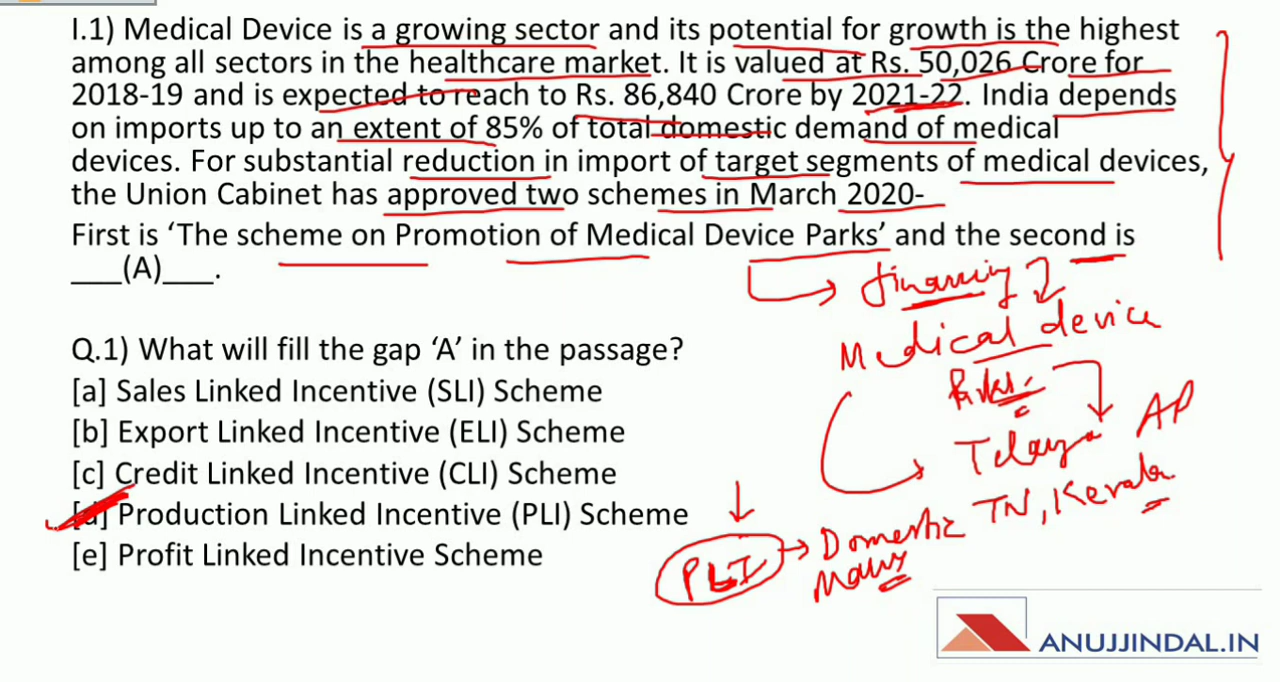 I.1) Medical Device is a growing sector and its potential for growth is the highest
among all sectors in the healthcare market. It is valued at Rs. 50,026 Crore for
2018-19 and is expected to reach to Rs. 86,840 Crore by 2021-22. India depends
on imports up to an extent of 85% of total domestic demand of medical
devices. For substantial reduction in import of target segments of medical devices,
the Union Cabinet has approved two schemes in March 2020-
First is ‘The scheme on Promotion of Medical Device Parks’ and the second is
___(A)___.
financing
Medical device
Q.1) What will fill the gap ‘A’ in the passage?
[a] Sales Linked Incentive (SLI) Scheme
[b] Export Linked Incentive (ELI) Scheme
AP
[c] Credit Linked Incentive (CLI) Scheme
TN, Kerala
[d] Production Linked Incentive (PLI) Scheme
[e] Profit Linked Incentive Scheme
PLI Domestic
ANUJJINDAL.IN